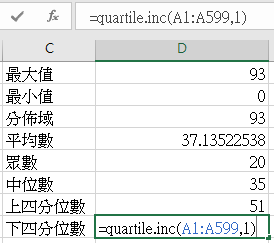 =quartile.inc(A1:A599,1)
C D
最大值 93
最小值 0
分佈域 93
平均數 37.13522538
眾數 20
中位數 35
上四分位數 51
下四分位數 =quartile.inc(A1:A599,1)